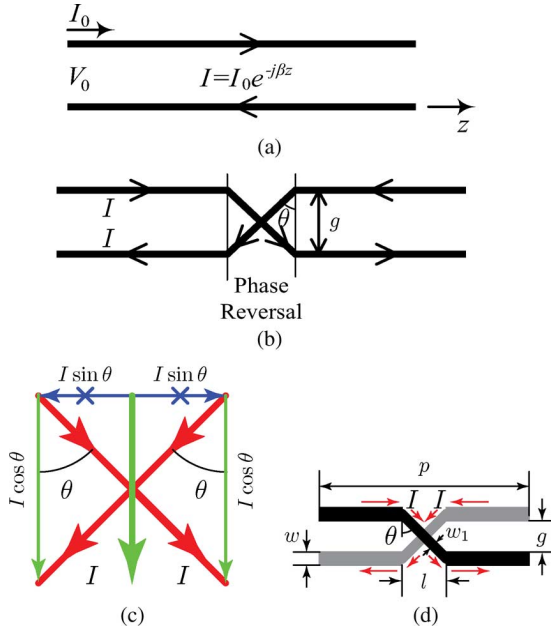 I₀
V₀ I=I₀e^{-jβz}
z
(a)
I
I
θ g
Phase
Reversal
(b)
I sin θ I sin θ
I cos θ θ θ I cos θ
I I
(c)
p
I I
w θ w₁ g
l
(d)